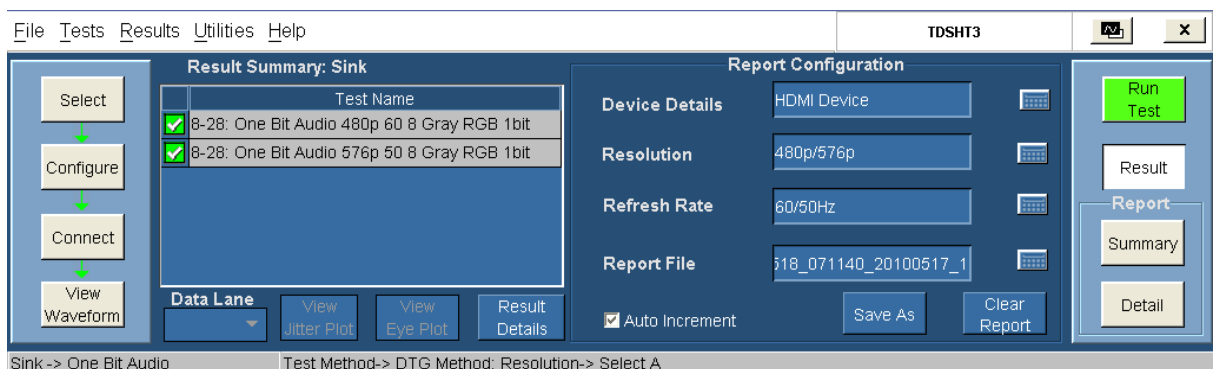 File Tests Results Utilities Help
TDSHT3
x
Select
Configure
Connect
View
Waveform
Result Summary: Sink
Test Name
8-28: One Bit Audio 480p 60 8 Gray RGB 1bit
8-28: One Bit Audio 576p 50 8 Gray RGB 1bit
Data Lane
View
Jitter Plot
View
Eye Plot
Result
Details
Report Configuration
Device Details HDMI Device
Resolution 480p/576p
Refresh Rate 60/50Hz
Report File 518_071140_20100517_1
Auto Increment
Save As
Clear
Report
Run
Test
Result
Report
Summary
Detail
Sink -> One Bit Audio
Test Method-> DTG Method: Resolution-> Select A